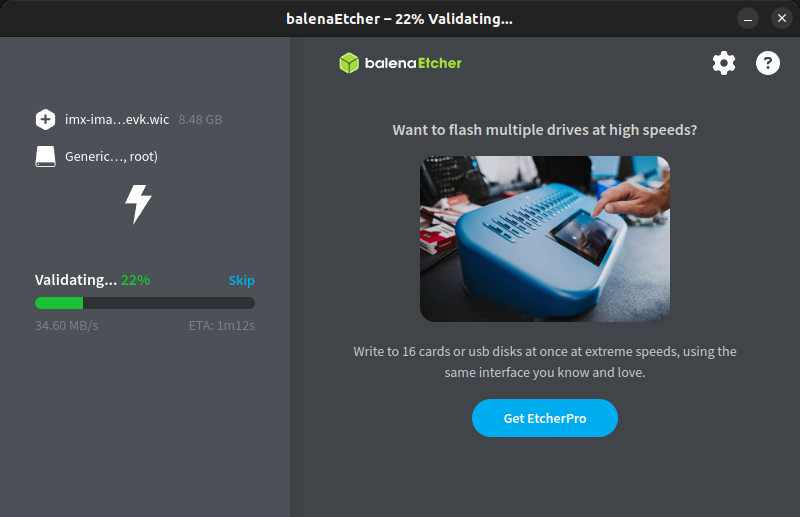 balenaEtcher – 22% Validating...
balenaEtcher
?
imx-ima…evk.wic 8.48 GB
Generic…, root)
Validating... 22% Skip
34.60 MB/s ETA: 1m12s
Want to flash multiple drives at high speeds?
Write to 16 cards or usb disks at once at extreme speeds, using the
same interface you know and love.
Get EtcherPro